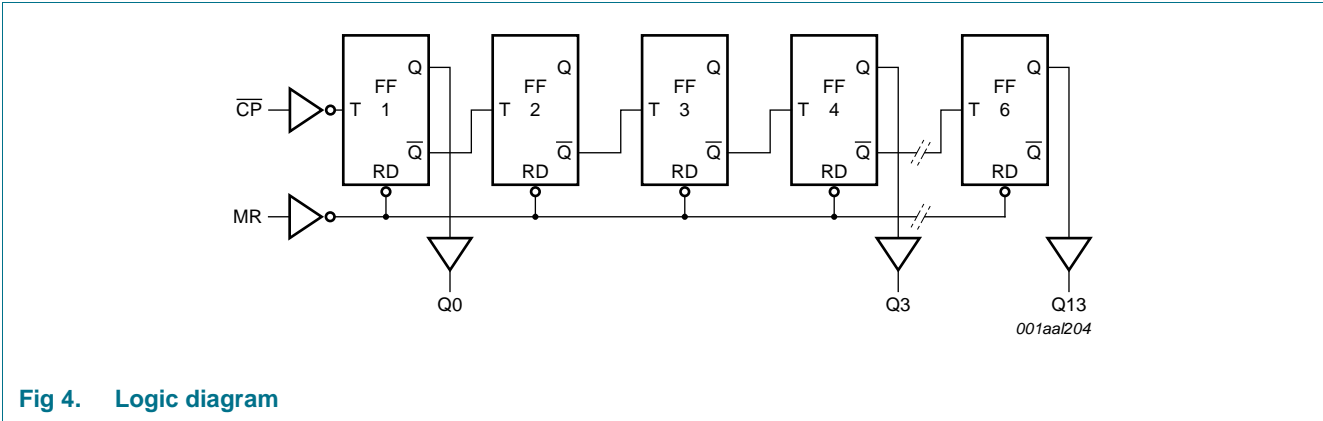 Q Q Q Q Q
FF FF FF FF FF
C̅P̅ T 1 T 2 T 3 T 4 T 6
Q̅ Q̅ Q̅ Q̅ Q̅
RD RD RD RD RD
MR
Q0 Q3 Q13
001aal204
Fig 4. Logic diagram